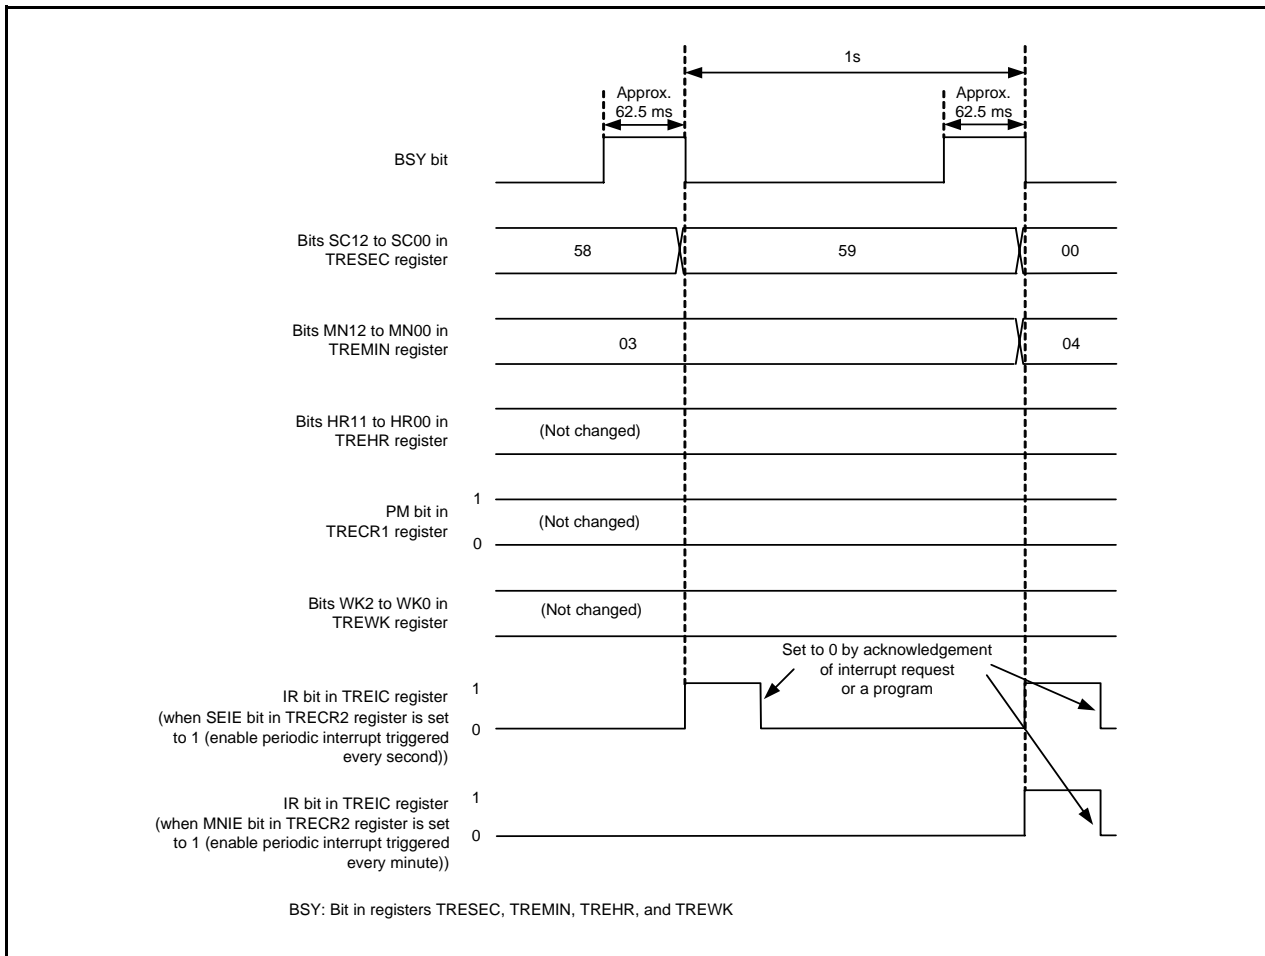 1s
Approx.
62.5 ms
Approx.
62.5 ms
BSY bit
Bits SC12 to SC00 in
TRESEC register
58
59
00
Bits MN12 to MN00 in
TREMIN register
03
04
Bits HR11 to HR00 in
TREHR register
(Not changed)
PM bit in
TRECR1 register
1
0
(Not changed)
Bits WK2 to WK0 in
TREWK register
(Not changed)
Set to 0 by acknowledgement
of interrupt request
or a program
IR bit in TREIC register
(when SEIE bit in TRECR2 register is set
to 1 (enable periodic interrupt triggered
every second))
1
0
IR bit in TREIC register
(when MNIE bit in TRECR2 register is set
to 1 (enable periodic interrupt triggered
every minute))
1
0
BSY: Bit in registers TRESEC, TREMIN, TREHR, and TREWK